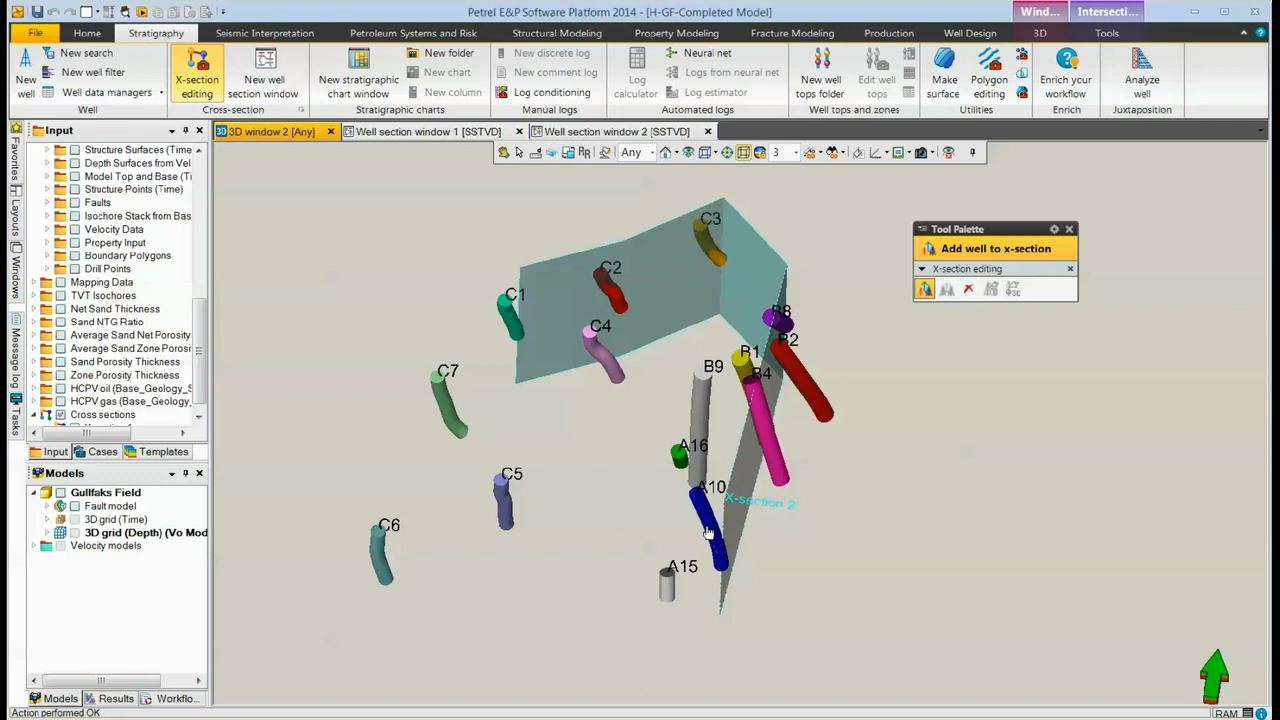 Petrel E&P Software Platform 2014 - [H-GF-Completed Model]
Wind...
Intersecti...
File
Home
Stratigraphy
Seismic Interpretation
Petroleum Systems and Risk
Structural Modeling
Property Modeling
Fracture Modeling
Production
Well Design
3D
Tools
New well
New search
New well filter
Well data managers
Well
X-section editing
New well section window
Cross-section
New stratigraphic chart window
New folder
New chart
New column
Stratigraphic charts
New discrete log
New comment log
Log conditioning
Manual logs
Log calculator
Neural net
Logs from neural net
Log estimator
Automated logs
New well tops folder
Edit well tops
Well tops and zones
Make surface
Polygon editing
Utilities
Enrich your workflow
Enrich
Analyze well
Juxtaposition
Favorites
Layouts
Windows
Message log
Tasks
Input
Structure Surfaces (Time
Depth Surfaces from Vel
Model Top and Base (Ti
Structure Points (Time)
Faults
Isochore Stack from Bas
Velocity Data
Property Input
Boundary Polygons
Drill Points
Mapping Data
TVT Isochores
Net Sand Thickness
Sand NTG Ratio
Average Sand Net Porosity
Average Sand Zone Porosi
Sand Porosity Thickness
Zone Porosity Thickness
HCPV oil (Base_Geology_S
HCPV gas (Base_Geology_
Cross sections
Input
Cases
Templates
Models
Gullfaks Field
Fault model
3D grid (Time)
3D grid (Depth) (Vo Mod
Velocity models
Models
Results
Workflo...
3D window 2 [Any]
Well section window 1 [SSTVD]
Well section window 2 [SSTVD]
Any
3
Tool Palette
Add well to x-section
X-section editing
C3
C2
C1
C4
B8
B2
B1
B4
B9
C7
A16
C5
A10
X-section 2
C6
A15
Action performed OK
RAM